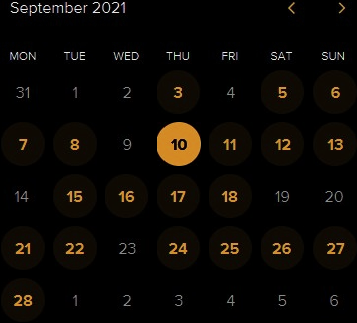 September 2021
MON TUE WED THU FRI SAT SUN
31 1 2 3 4 5 6
7 8 9 10 11 12 13
14 15 16 17 18 19 20
21 22 23 24 25 26 27
28 1 2 3 4 5 6